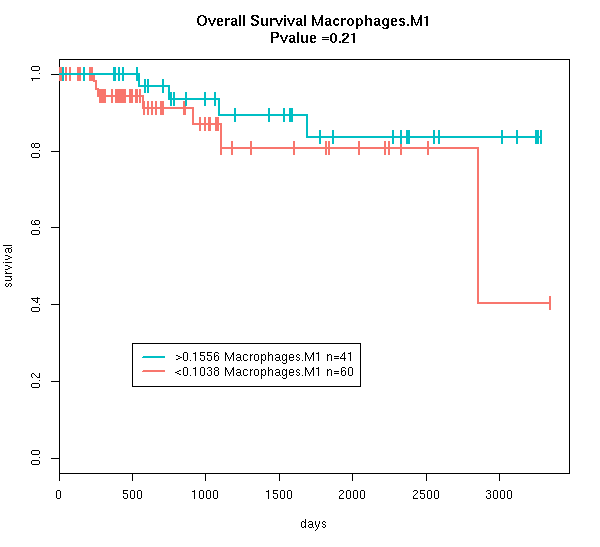 Overall Survival Macrophages.M1
Pvalue =0.21
1.0
0.8
0.6
0.4
0.2
0.0
survival
>0.1556 Macrophages.M1 n=41
<0.1038 Macrophages.M1 n=60
0 500 1000 1500 2000 2500 3000
days